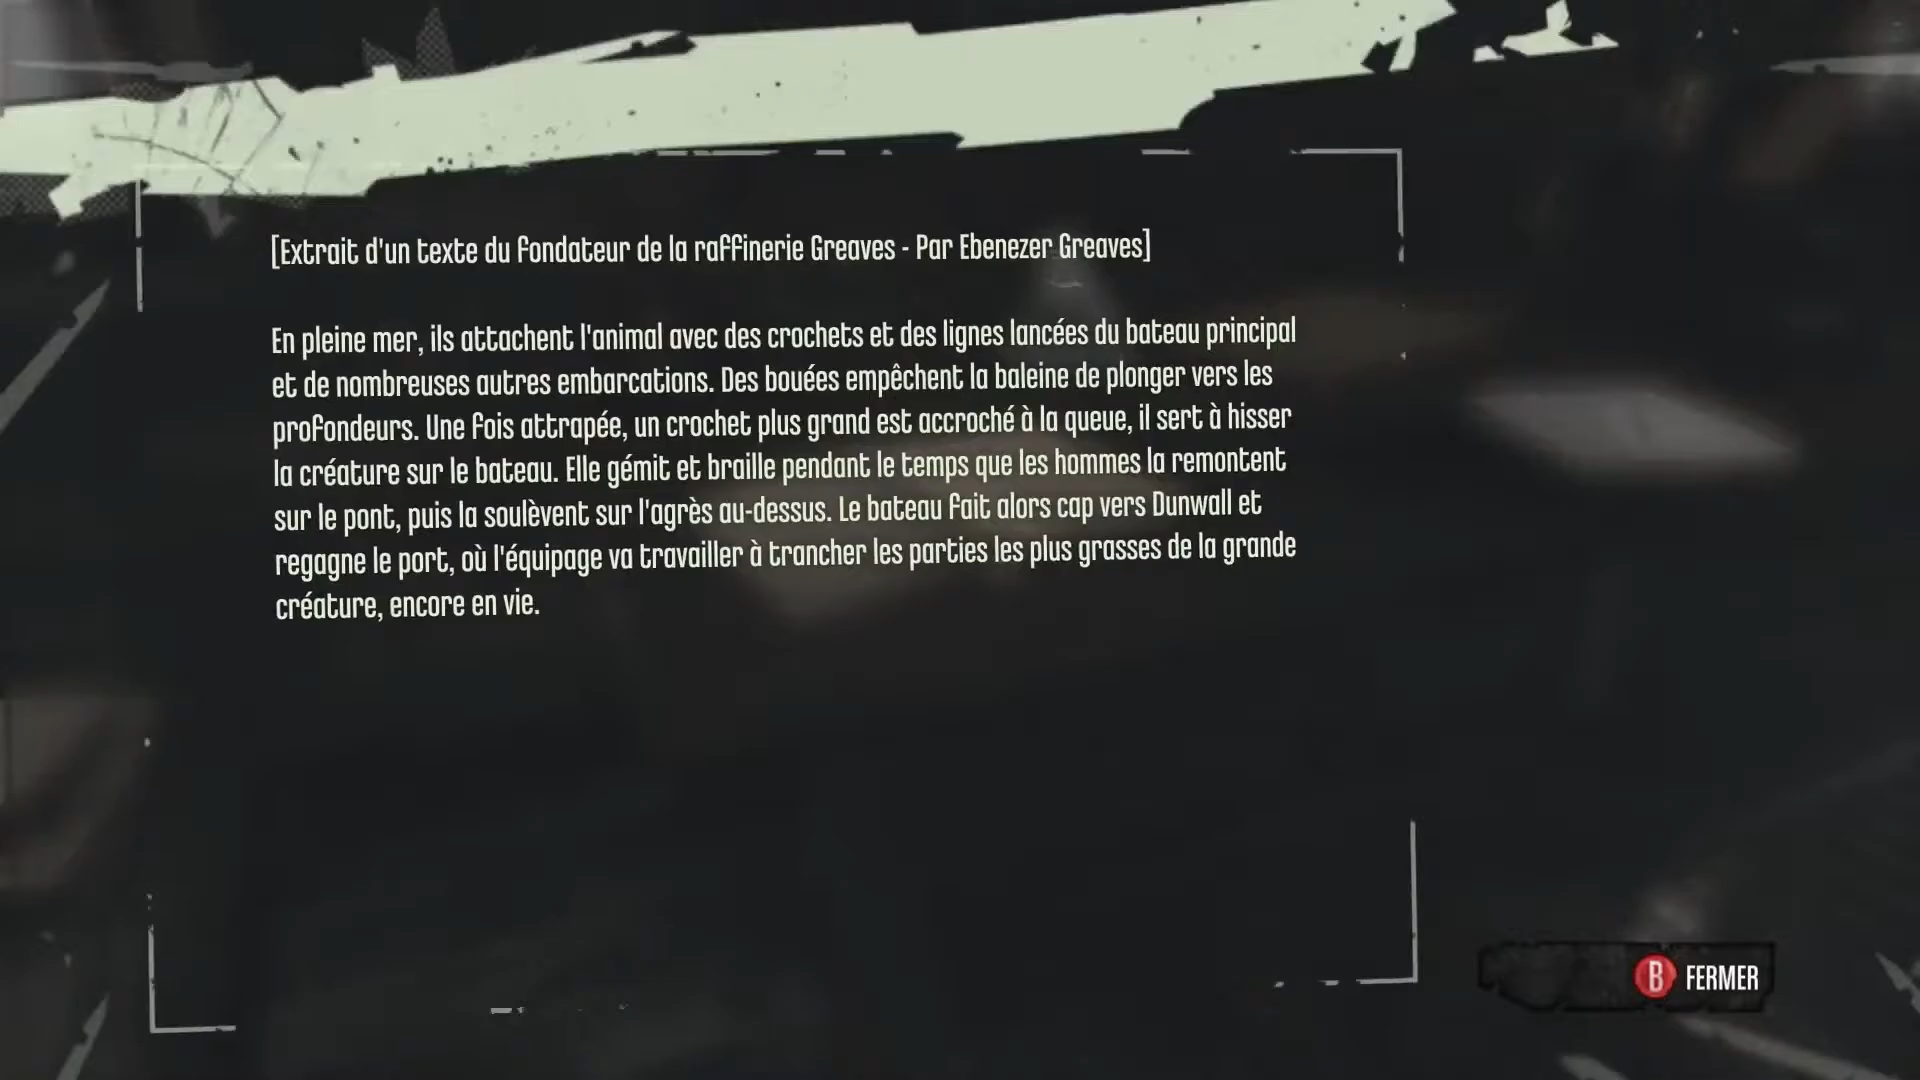 [Extrait d'un texte du fondateur de la raffinerie Greaves - Par Ebenezer Greaves]
En pleine mer, ils attachent l'animal avec des crochets et des lignes lancées du bateau principal
et de nombreuses autres embarcations. Des bouées empêchent la baleine de plonger vers les
profondeurs. Une fois attrapée, un crochet plus grand est accroché à la queue, il sert à hisser
la créature sur le bateau. Elle gémit et braille pendant le temps que les hommes la remontent
sur le pont, puis la soulèvent sur l'agrès au-dessus. Le bateau fait alors cap vers Dunwall et
regagne le port, où l'équipage va travailler à trancher les parties les plus grasses de la grande
créature, encore en vie.
B FERMER